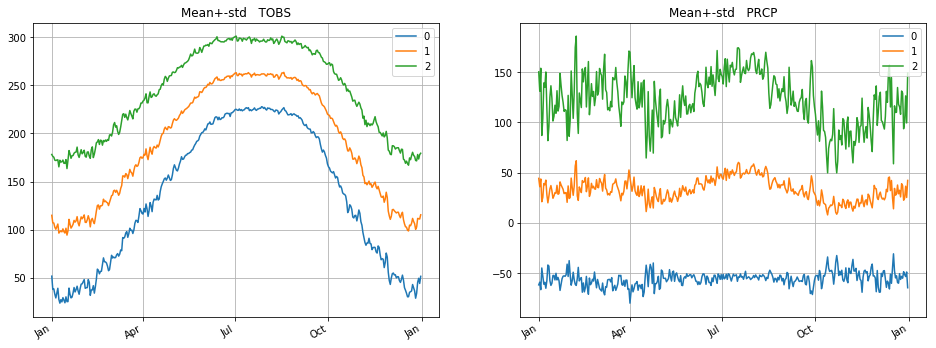 Mean+-std   TOBS
300
250
200
150
100
50
Jan
Apr
Jul
Oct
Jan
0
1
2
Mean+-std   PRCP
150
100
50
0
−50
Jan
Apr
Jul
Oct
Jan
0
1
2